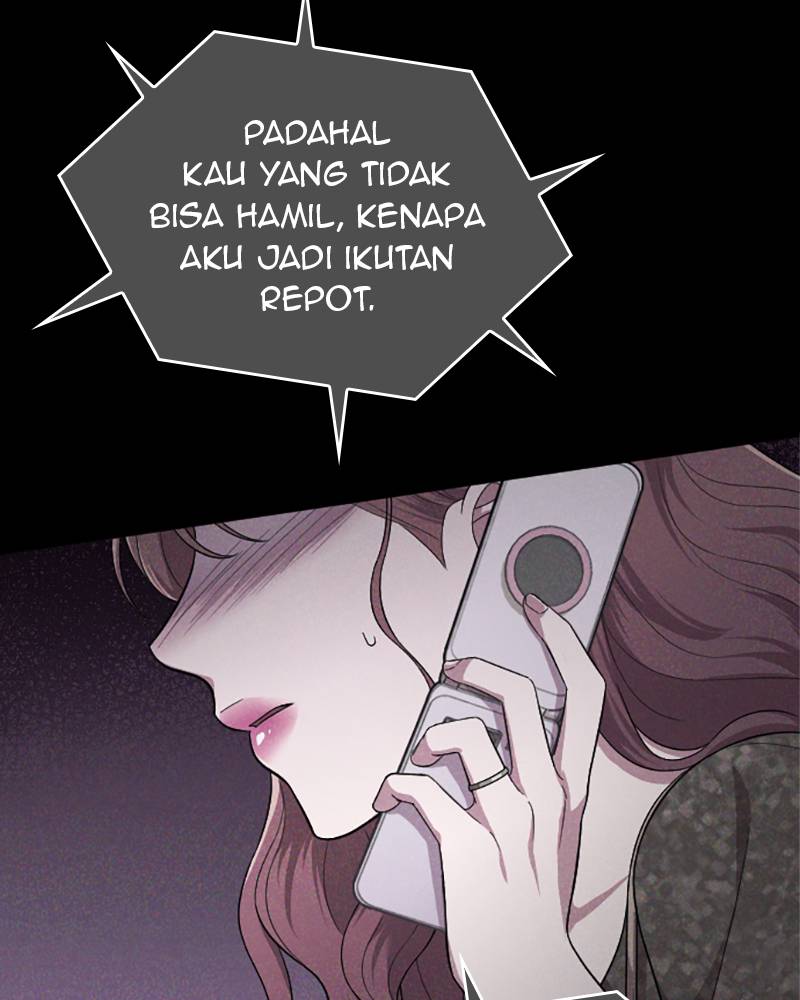 PADAHAL
KAU YANG TIDAK
BISA HAMIL, KENAPA
AKU JADI IKUTAN
REPOT.